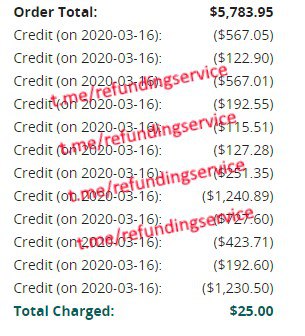 Order Total: $5,783.95
Credit (on 2020-03-16): ($567.05)
Credit (on 2020-03-16): ($122.90)
Credit (on 2020-03-16): ($567.01)
Credit (on 2020-03-16): ($192.55)
Credit (on 2020-03-16): ($115.51)
Credit (on 2020-03-16): ($127.28)
Credit (on 2020-03-16): ($251.35)
Credit (on 2020-03-16): ($1,240.89)
Credit (on 2020-03-16): ($727.60)
Credit (on 2020-03-16): ($423.71)
Credit (on 2020-03-16): ($192.60)
Credit (on 2020-03-16): ($1,230.50)
Total Charged: $25.00
t.me/refundingservice
t.me/refundingservice
t.me/refundingservice
t.me/refundingservice